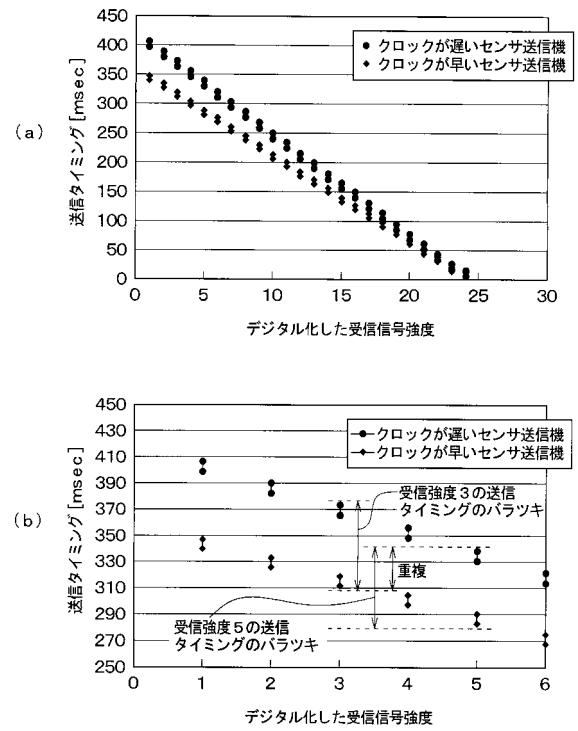 (a)
送信タイミング[msec]
450
400
350
300
250
200
150
100
50
0
0
5
10
15
20
25
30
デジタル化した受信信号強度
クロックが遅いセンサ送信機
クロックが早いセンサ送信機
(b)
送信タイミング[msec]
450
430
410
390
370
350
330
310
290
270
250
0
1
2
3
4
5
6
デジタル化した受信信号強度
クロックが遅いセンサ送信機
クロックが早いセンサ送信機
受信強度3の送信
タイミングのバラツキ
重複
受信強度5の送信
タイミングのバラツキ